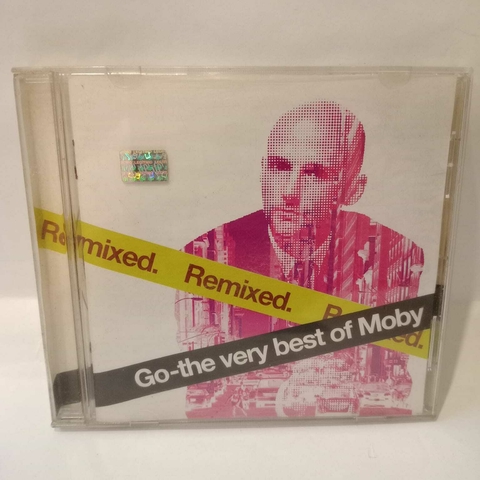 Remixed.
Remixed.
Go-the very best of Moby